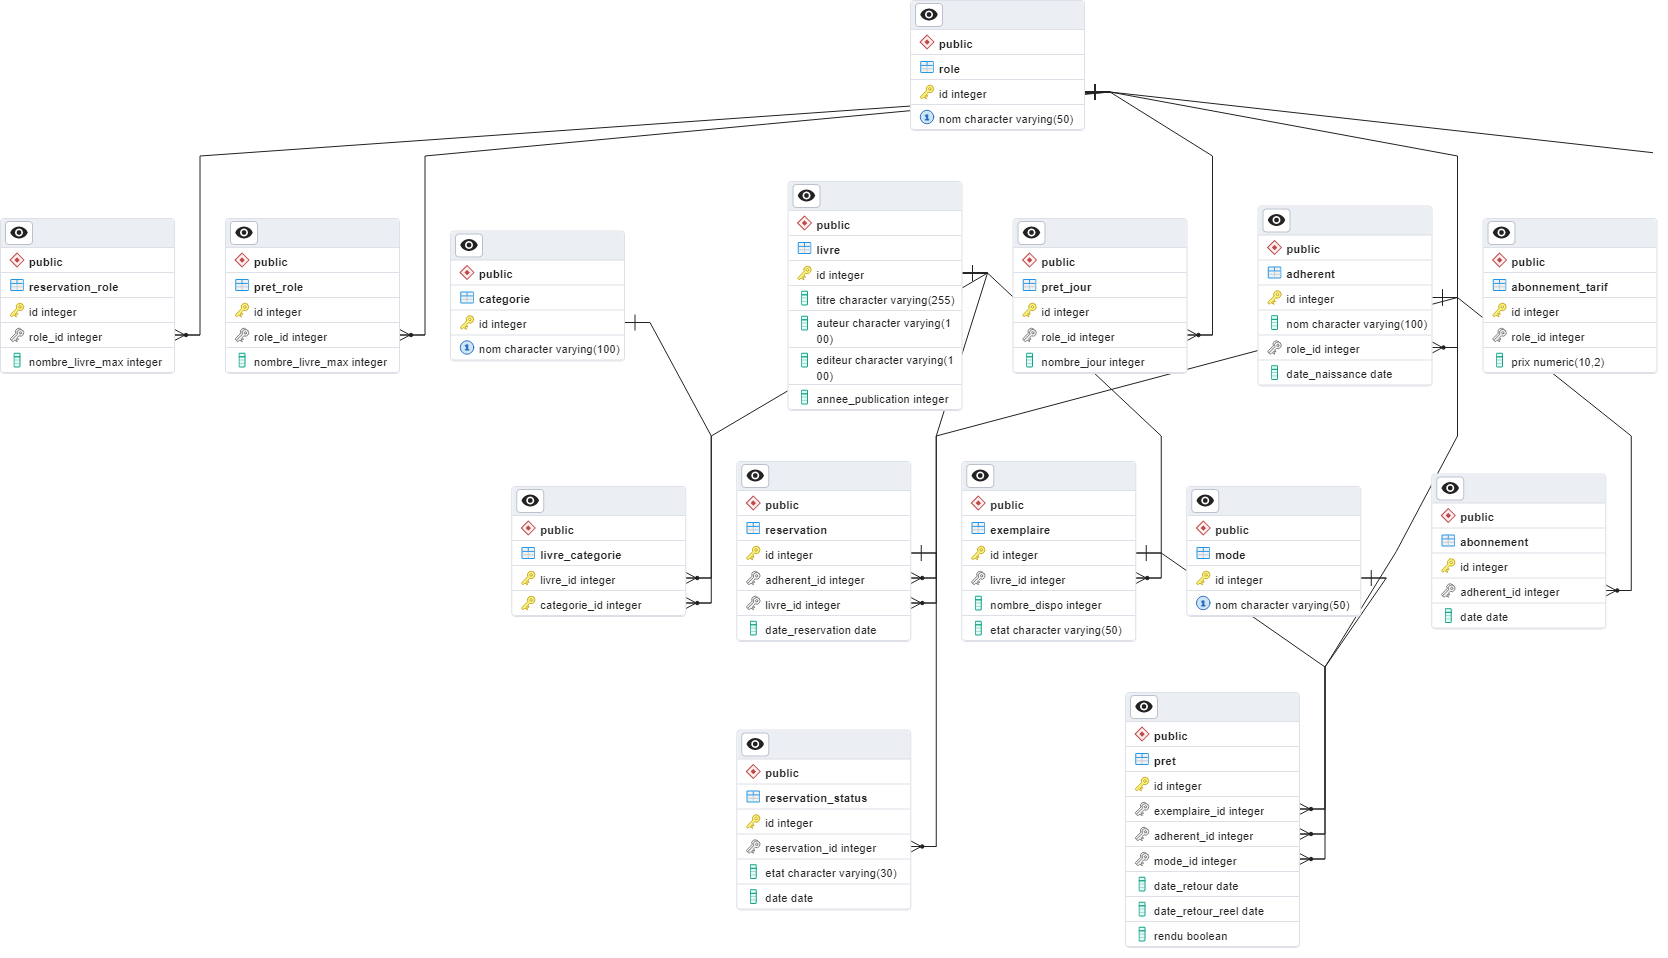 public
role
id integer
nom character varying(50)
public
reservation_role
id integer
role_id integer
nombre_livre_max integer
public
pret_role
id integer
role_id integer
nombre_livre_max integer
public
categorie
id integer
nom character varying(100)
public
livre
id integer
titre character varying(255)
auteur character varying(1
00)
editeur character varying(1
00)
annee_publication integer
public
pret_jour
id integer
role_id integer
nombre_jour integer
public
adherent
id integer
nom character varying(100)
role_id integer
date_naissance date
public
abonnement_tarif
id integer
role_id integer
prix numeric(10,2)
public
livre_categorie
livre_id integer
categorie_id integer
public
reservation
id integer
adherent_id integer
livre_id integer
date_reservation date
public
exemplaire
id integer
livre_id integer
nombre_dispo integer
etat character varying(50)
public
mode
id integer
nom character varying(50)
public
abonnement
id integer
adherent_id integer
date date
public
reservation_status
id integer
reservation_id integer
etat character varying(30)
date date
public
pret
id integer
exemplaire_id integer
adherent_id integer
mode_id integer
date_retour date
date_retour_reel date
rendu boolean